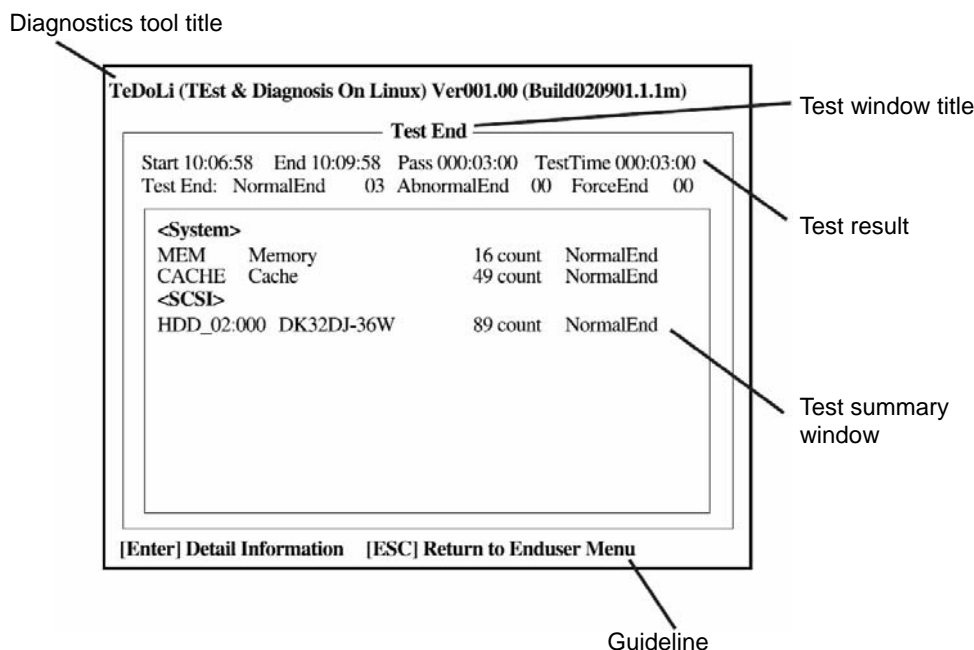 Diagnostics tool title
TeDoLi (TEst & Diagnosis On Linux) Ver001.00 (Build020901.1.1m)
Test window title
Test End
Start 10:06:58 End 10:09:58 Pass 000:03:00 TestTime 000:03:00
Test End: NormalEnd 03 AbnormalEnd 00 ForceEnd 00
Test result
<System>
MEM Memory 16 count NormalEnd
CACHE Cache 49 count NormalEnd
<SCSI>
HDD_02:000 DK32DJ-36W 89 count NormalEnd
Test summary
window
[Enter] Detail Information [ESC] Return to Enduser Menu
Guideline